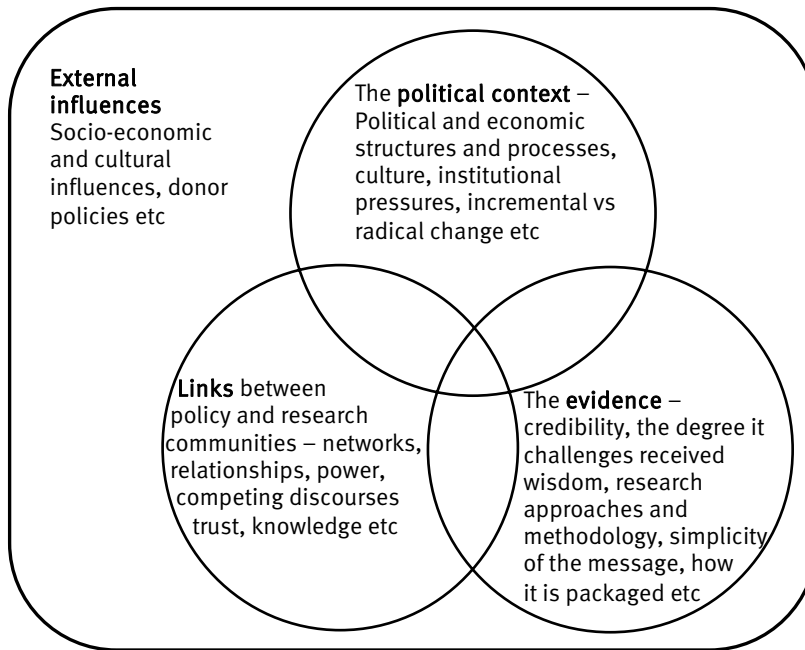 External
influences
Socio-economic
and cultural
influences, donor
policies etc
The political context –
Political and economic
structures and processes,
culture, institutional
pressures, incremental vs
radical change etc
Links between
policy and research
communities – networks,
relationships, power,
competing discourses
trust, knowledge etc
The evidence –
credibility, the degree it
challenges received
wisdom, research
approaches and
methodology, simplicity
of the message, how
it is packaged etc